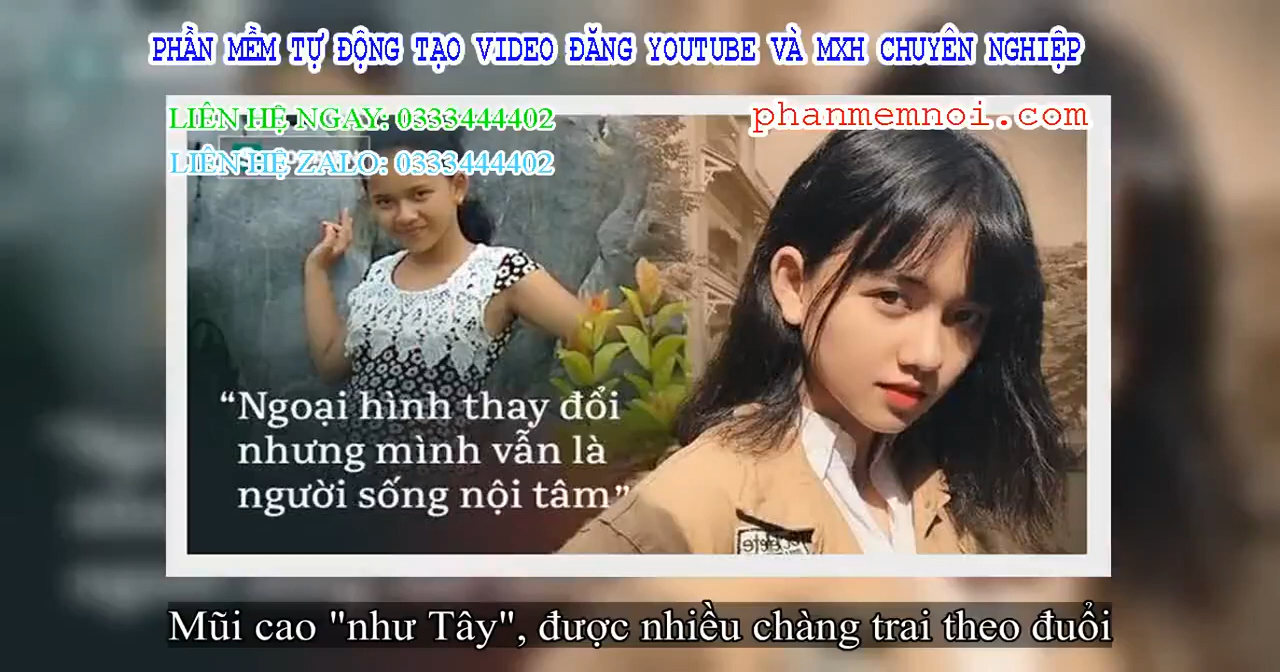 PHẦN MỀM TỰ ĐỘNG TẠO VIDEO ĐĂNG YOUTUBE VÀ MXH CHUYÊN NGHIỆP
LIÊN HỆ NGAY: 0333444402
phanmemnoi.com
LIÊN HỆ ZALO: 0333444402
“Ngoại hình thay đổi
nhưng mình vẫn là
người sống nội tâm”
Mũi cao "như Tây", được nhiều chàng trai theo đuổi